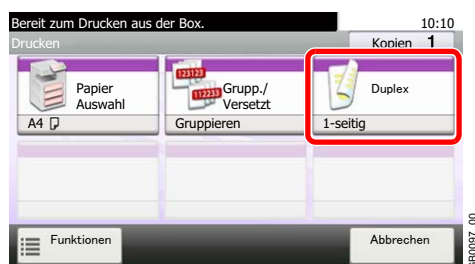 Bereit zum Drucken aus der Box.
10:10
Drucken
Kopien 1
Papier
Auswahl
A4
123123
112233
Grupp./
Versetzt
Gruppieren
Duplex
1-seitig
Funktionen
Abbrechen